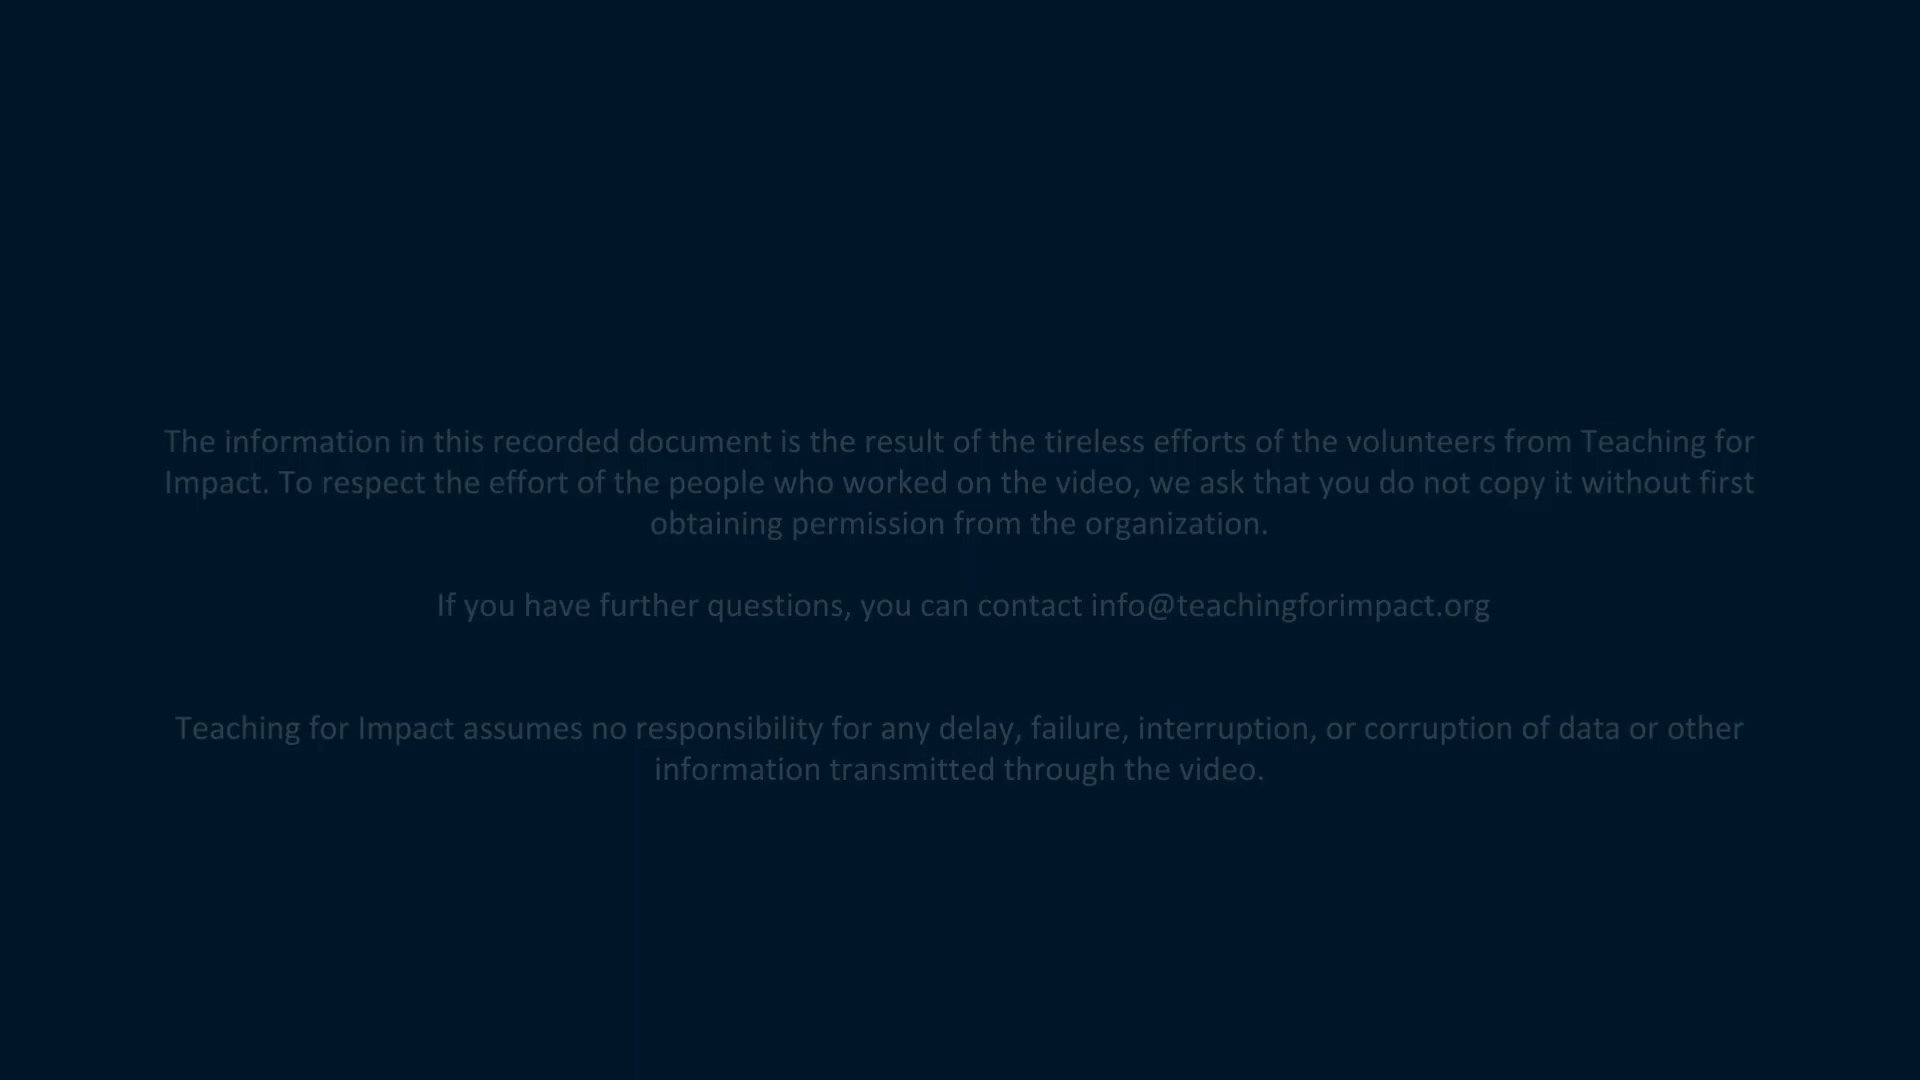 The information in this recorded document is the result of the tireless efforts of the volunteers from Teaching for
Impact. To respect the effort of the people who worked on the video, we ask that you do not copy it without first
obtaining permission from the organization.
If you have further questions, you can contact info@teachingforimpact.org
Teaching for Impact assumes no responsibility for any delay, failure, interruption, or corruption of data or other
information transmitted through the video.